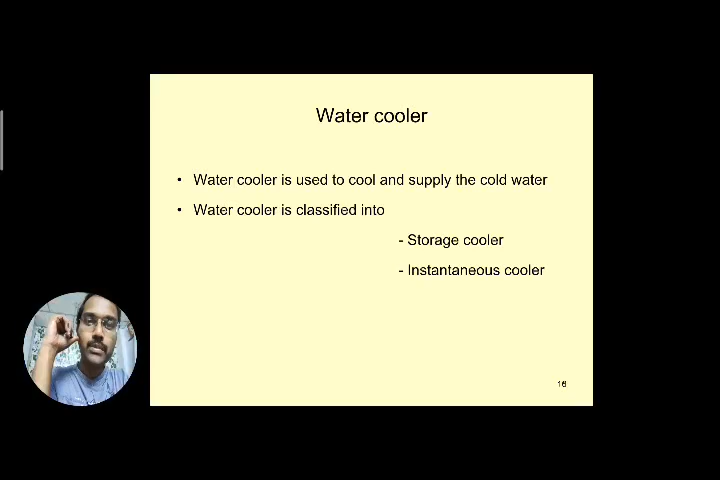 Water cooler
• Water cooler is used to cool and supply the cold water
• Water cooler is classified into
- Storage cooler
- Instantaneous cooler
16